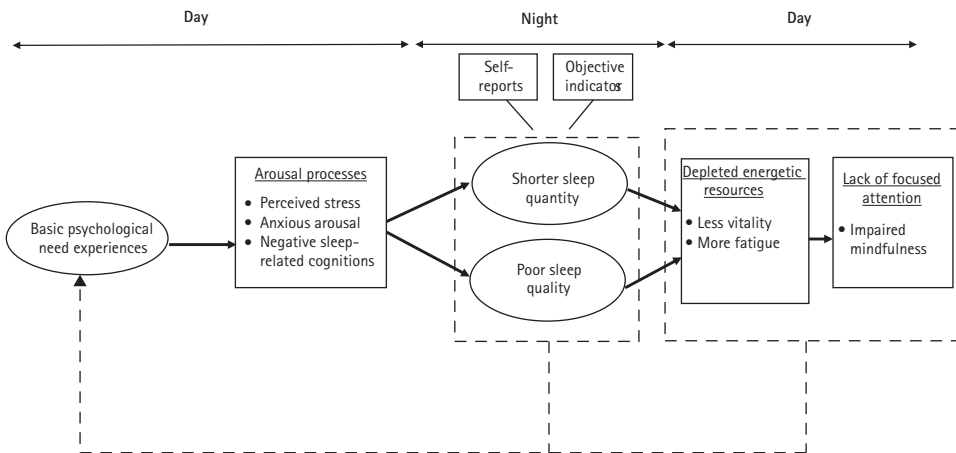 Day
Night
Day
Self-
reports
Objective
indicators
Basic psychological
need experiences
Arousal processes
• Perceived stress
• Anxious arousal
• Negative sleep-
related cognitions
Shorter sleep
quantity
Poor sleep
quality
Depleted energetic
resources
• Less vitality
• More fatigue
Lack of focused
attention
• Impaired
mindfulness